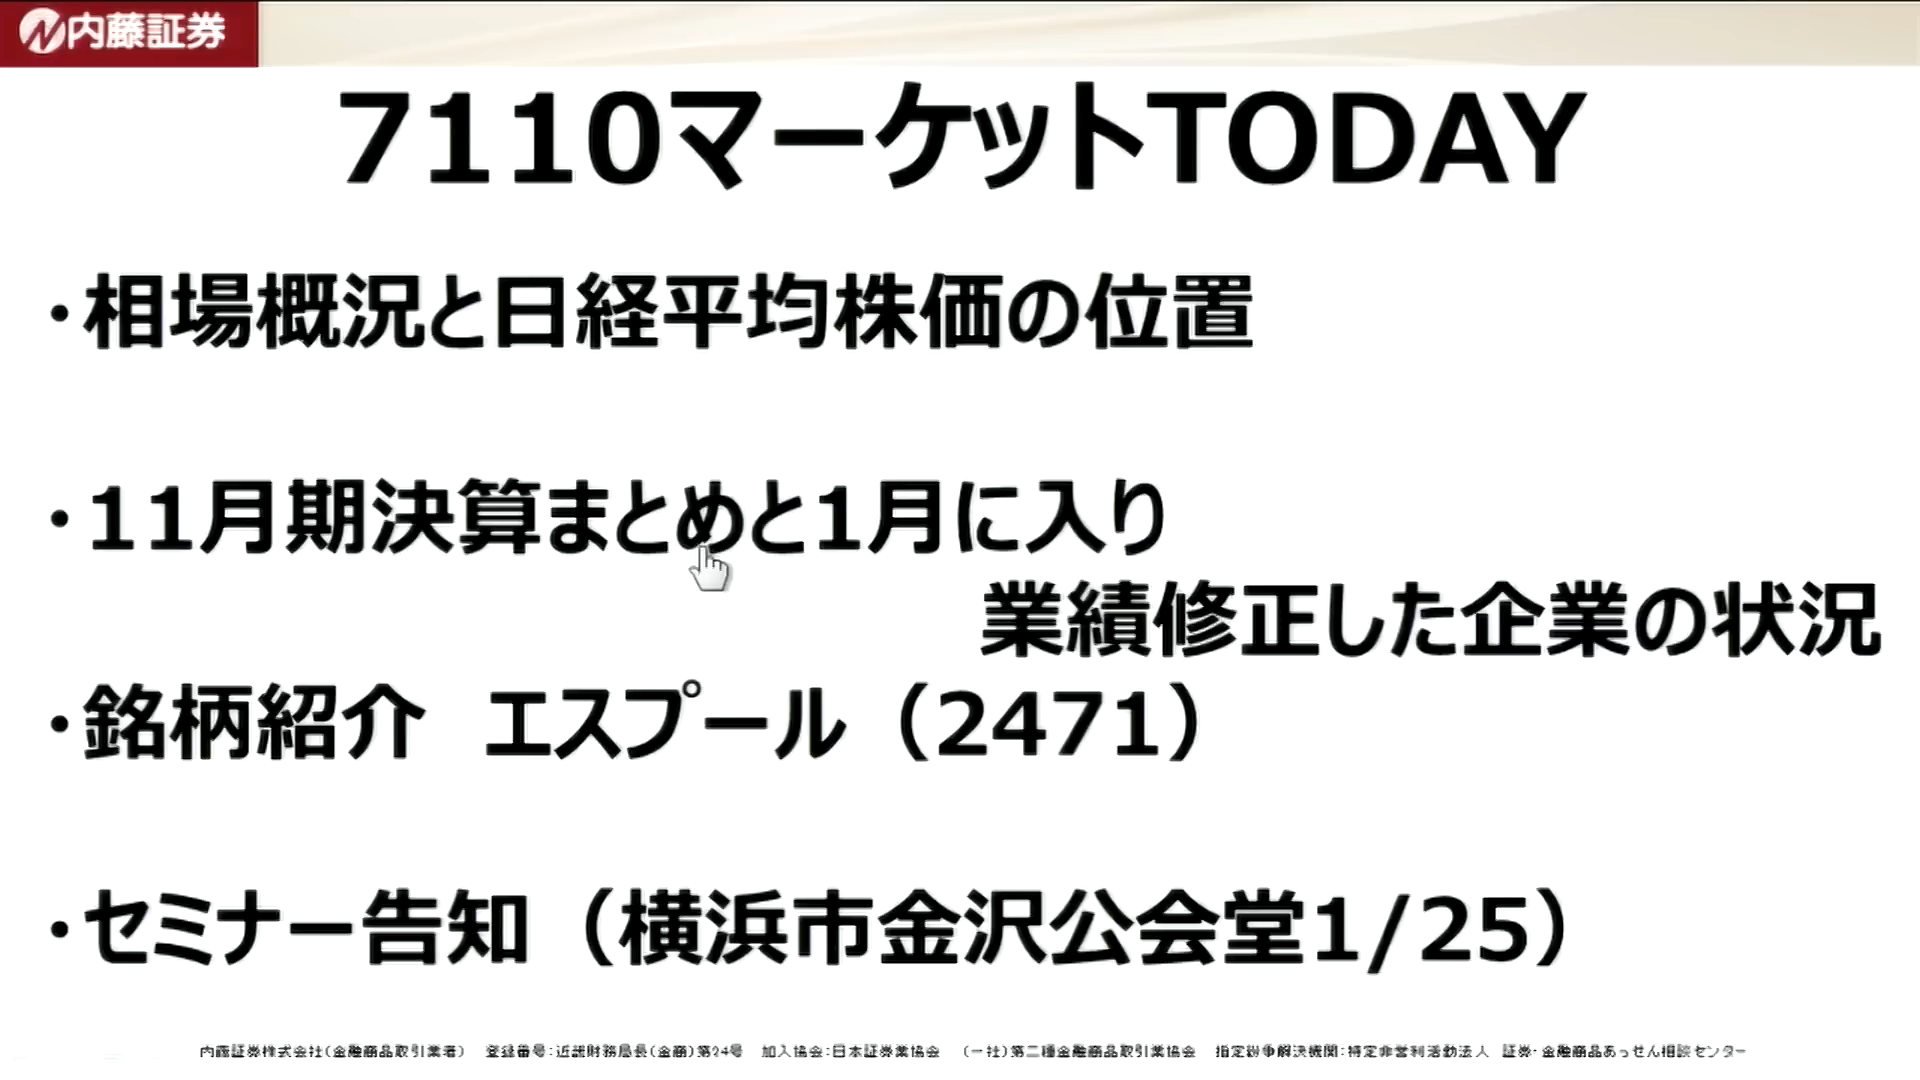 内藤証券
7110マーケットTODAY
・相場概況と日経平均株価の位置
・11月期決算まとめと1月に入り
業績修正した企業の状況
・銘柄紹介　エスプール（2471）
・セミナー告知（横浜市金沢公会堂1/25）
内藤証券株式会社(金融商品取引業者)　登録番号:近畿財務局長(金商)第24号　加入協会:日本証券業協会　(一社)第二種金融商品取引業協会　指定紛争解決機関:特定非営利活動法人　証券・金融商品あっせん相談センター